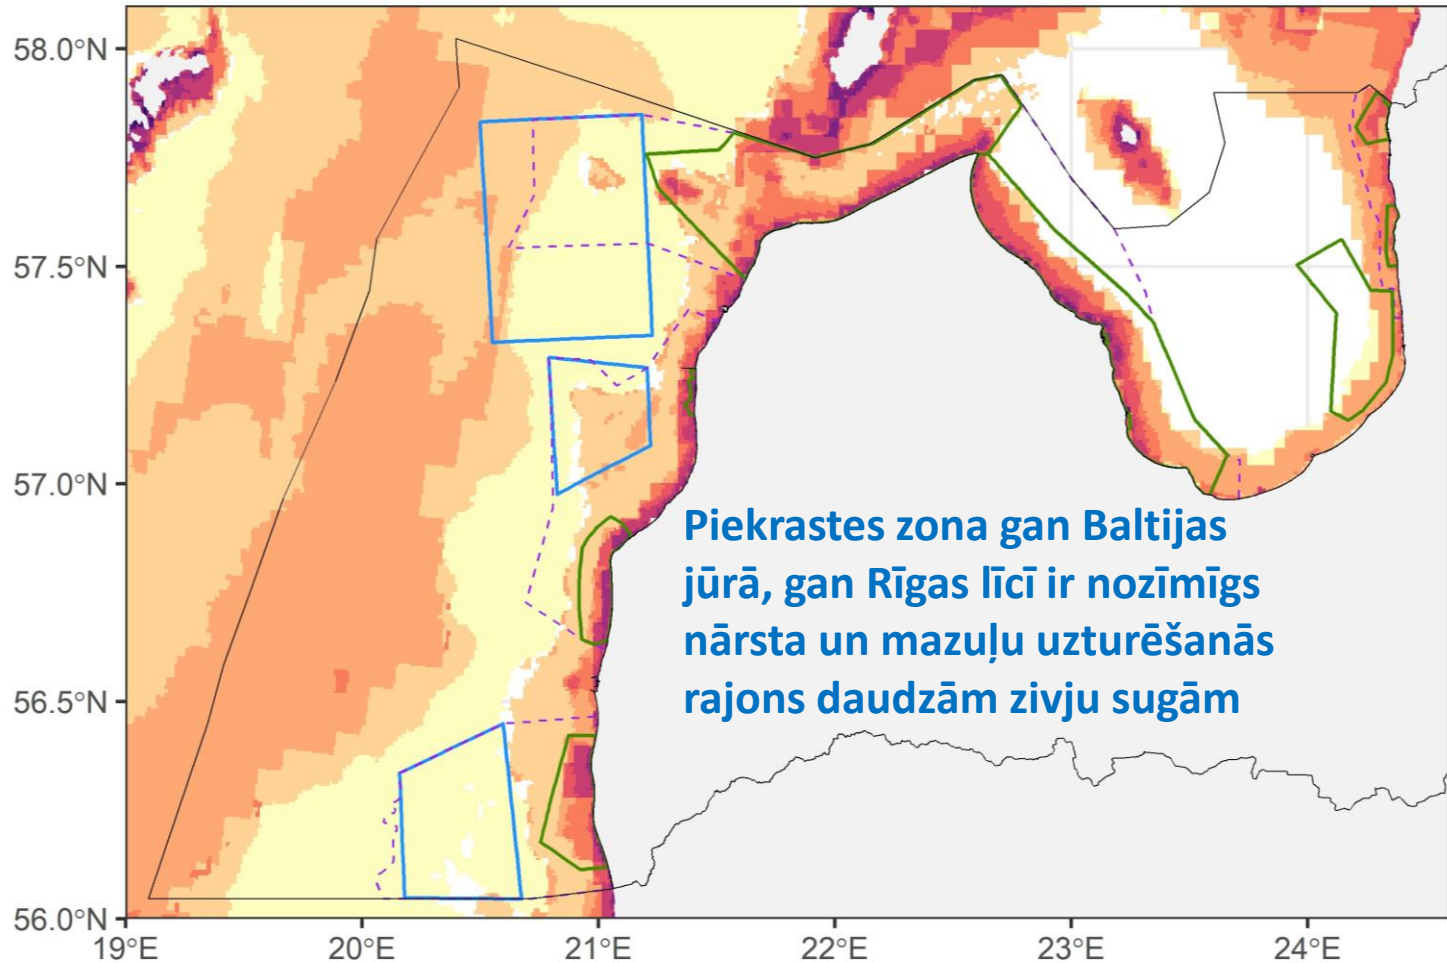 58.0°N
57.5°N
57.0°N
56.5°N
56.0°N
Piekrastes zona gan Baltijas
jūrā, gan Rīgas līcī ir nozīmīgs
nārsta un mazuļu uzturēšanās
rajons daudzām zivju sugām
19°E 20°E 21°E 22°E 23°E 24°E